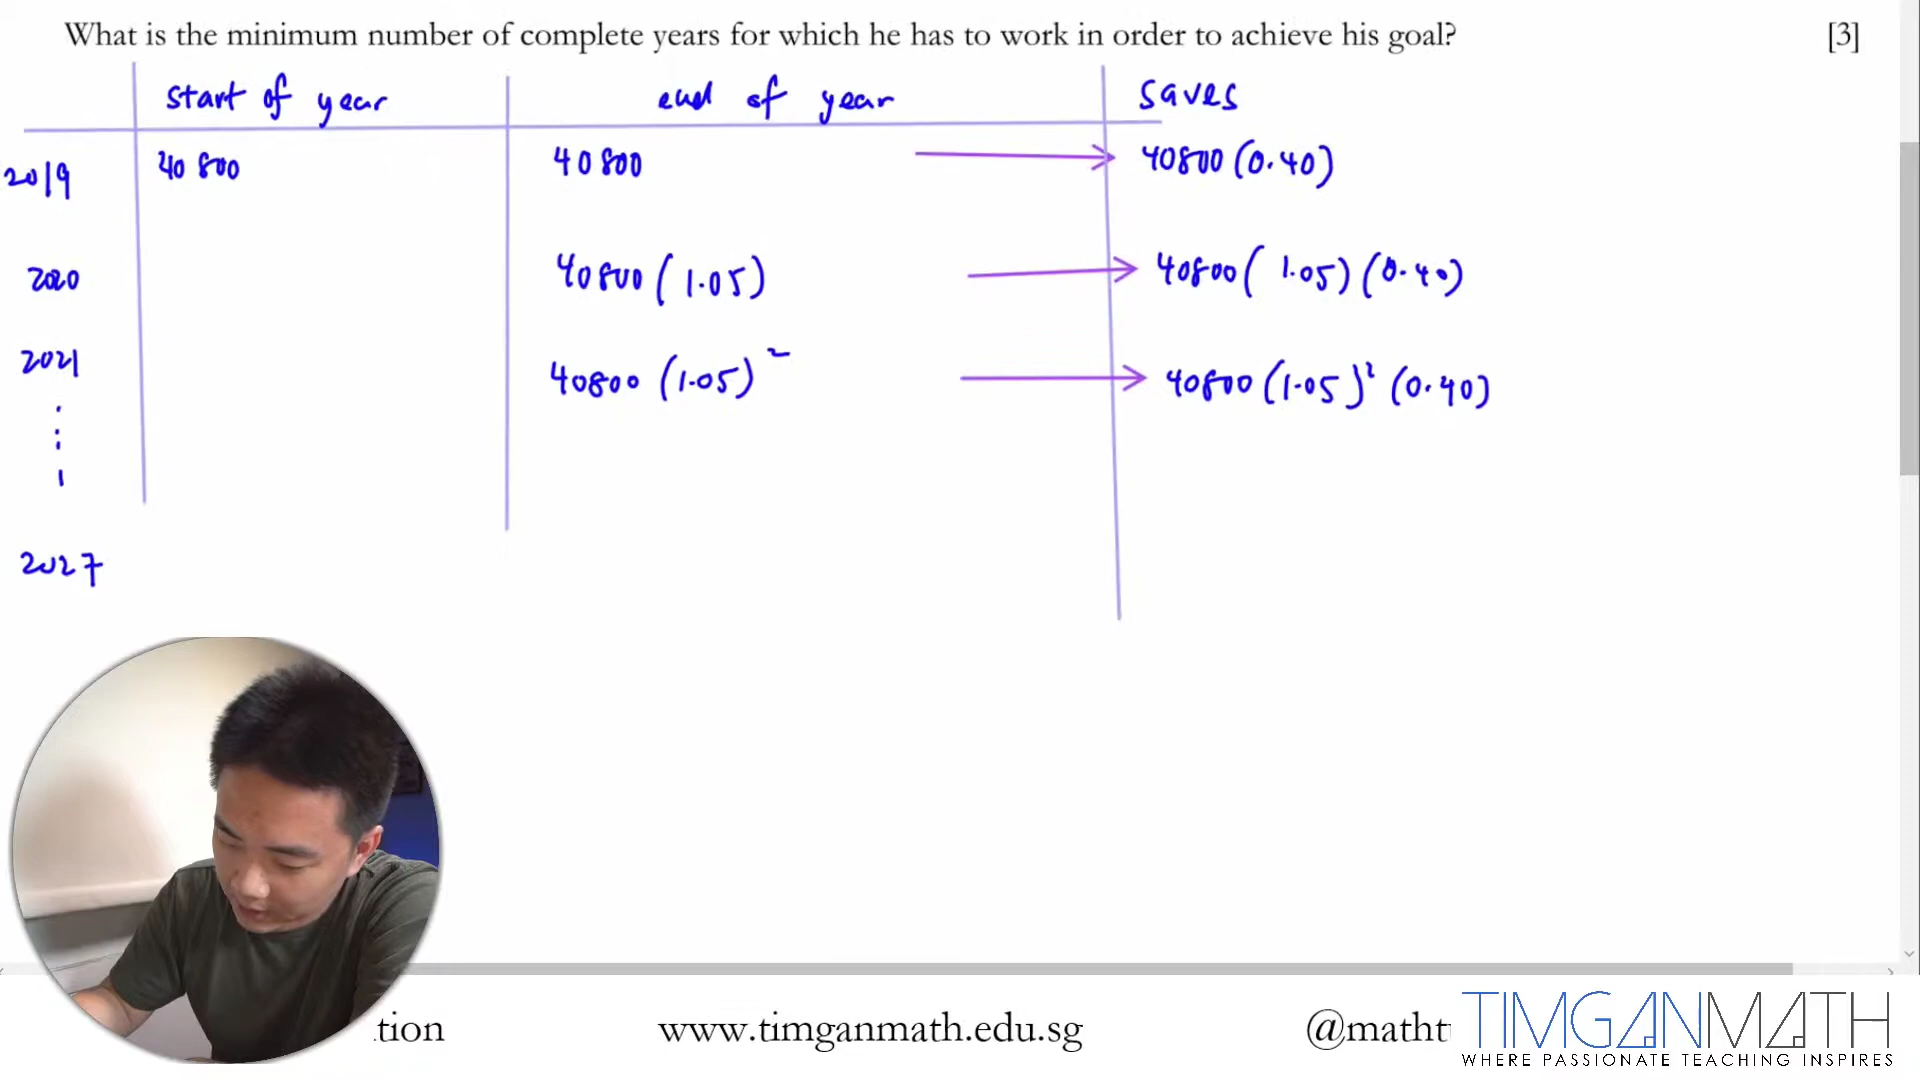 What is the minimum number of complete years for which he has to work in order to achieve his goal? [3]
start of year end of year saves
2019 40 800 40 800 40800 (0.40)
2020 40800 (1.05) 40800 (1.05) (0.40)
2021 40800 (1.05)² 40800 (1.05)² (0.40)
2027
tion www.timganmath.edu.sg @matht
TIMGANMATH
WHERE PASSIONATE TEACHING INSPIRES